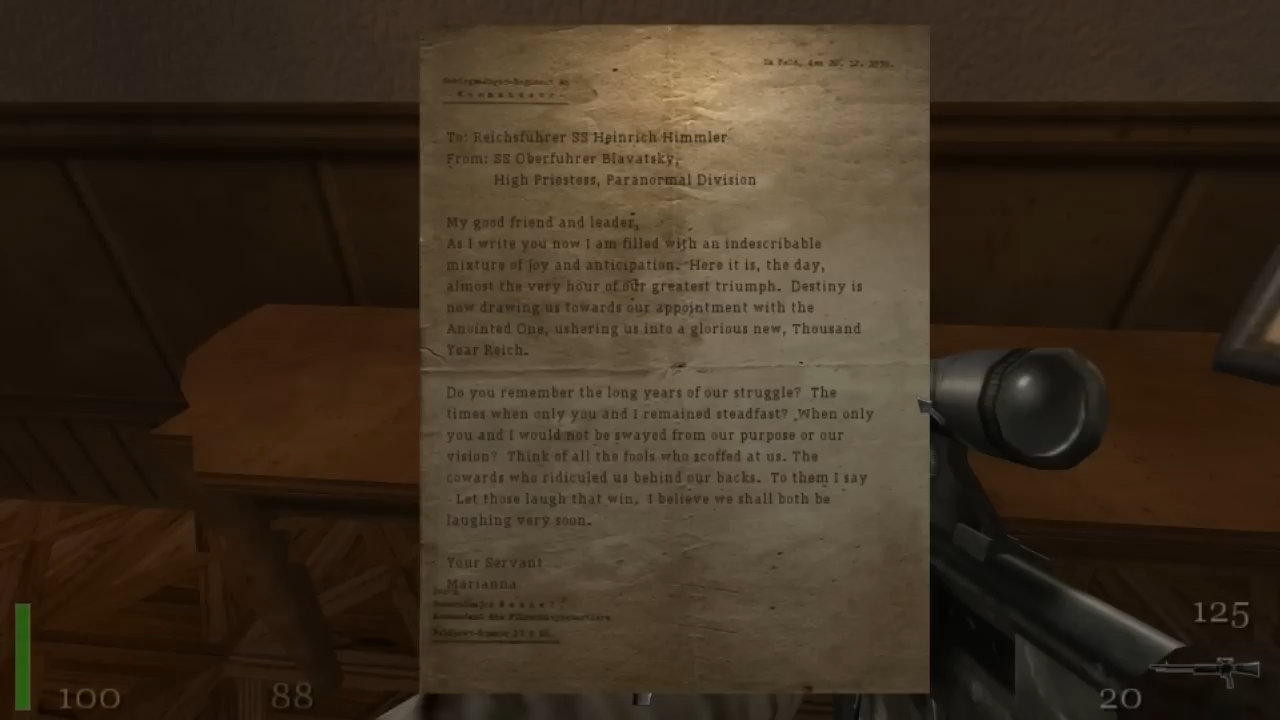 To: Reichsfuhrer SS Heinrich Himmler
From: SS Oberfuhrer Blavatsky,
High Priestess, Paranormal Division
My good friend and leader,
As I write you now I am filled with an indescribable
mixture of joy and anticipation. Here it is, the day,
almost the very hour of our greatest triumph. Destiny is
now drawing us towards our appointment with the
Anointed One, ushering us into a glorious new, Thousand
Year Reich.
Do you remember the long years of our struggle? The
times when only you and I remained steadfast? When only
you and I would not be swayed from our purpose or our
vision? Think of all the fools who scoffed at us. The
cowards who ridiculed us behind our backs. To them I say
- Let those laugh that win. I believe we shall both be
laughing very soon.
Your Servant
Marianna
125
100
88
20